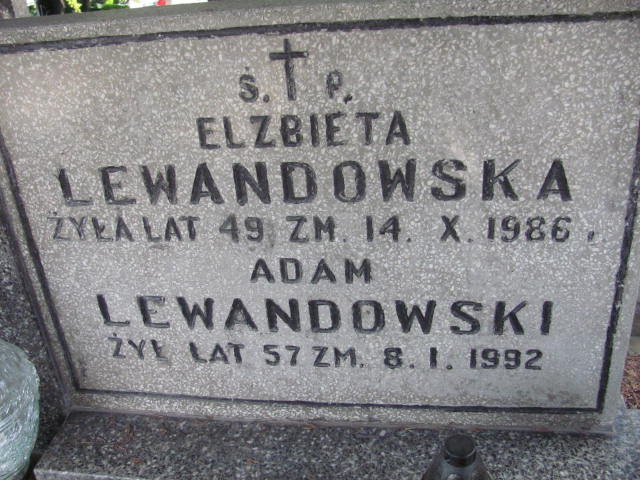 Ś. P.
ELZBIETA
LEWANDOWSKA
ŻYŁA LAT 49 ZM. 14. X. 1986.
ADAM
LEWANDOWSKI
ŻYŁ LAT 57 ZM. 8. I. 1992